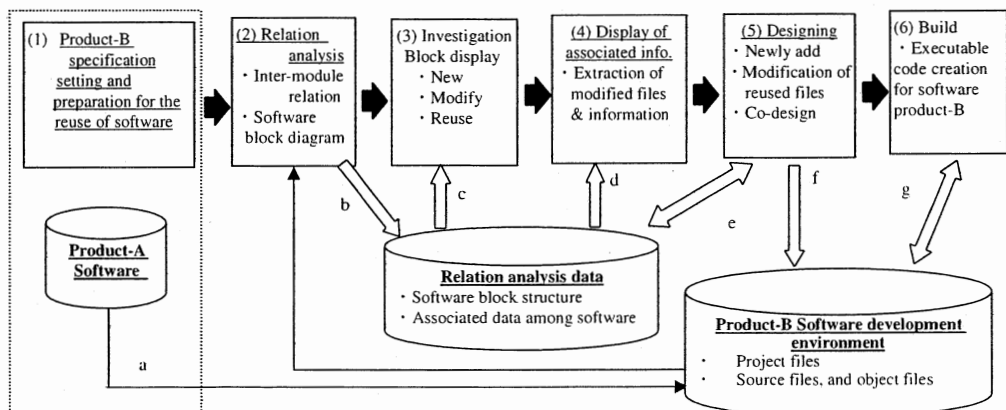 (1) Product-B
specification
setting and
preparation for the
reuse of software
(2) Relation
analysis
· Inter-module
relation
· Software
block diagram
(3) Investigation
Block display
· New
· Modify
· Reuse
(4) Display of
associated info.
· Extraction of
modified files
& information
(5) Designing
· Newly add
· Modification of
reused files
· Co-design
(6) Build
· Executable
code creation
for software
product-B
b
c
d
e
f
g
Product-A
Software
Relation analysis data
· Software block structure
· Associated data among software
Product-B Software development
environment
· Project files
· Source files, and object files
a